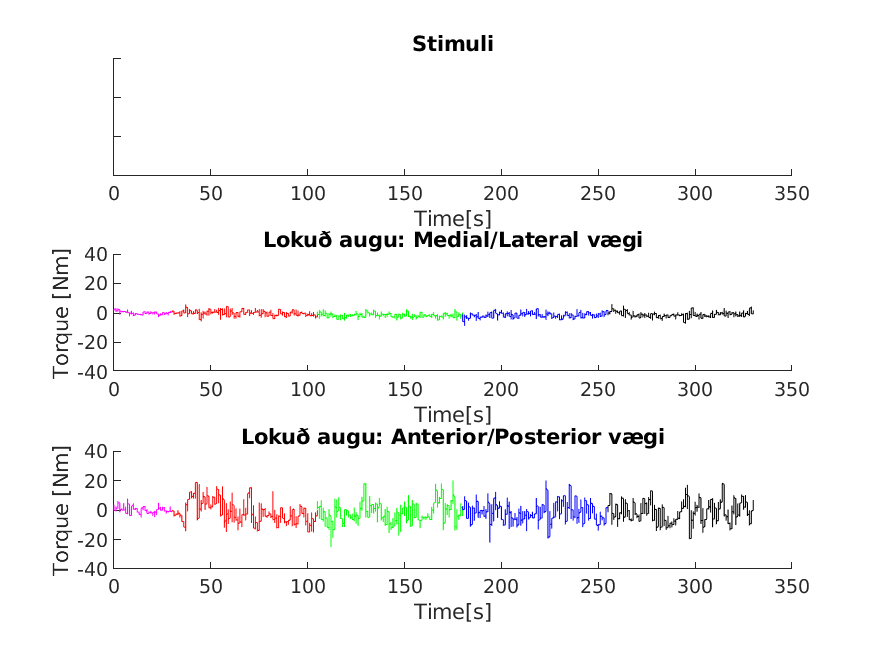 Stimuli
0 50 100 150 200 250 300 350
Time[s]
Lokuð augu: Medial/Lateral vægi
Torque [Nm]
40
20
0
-20
-40
0 50 100 150 200 250 300 350
Time[s]
Lokuð augu: Anterior/Posterior vægi
Torque [Nm]
40
20
0
-20
-40
0 50 100 150 200 250 300 350
Time[s]